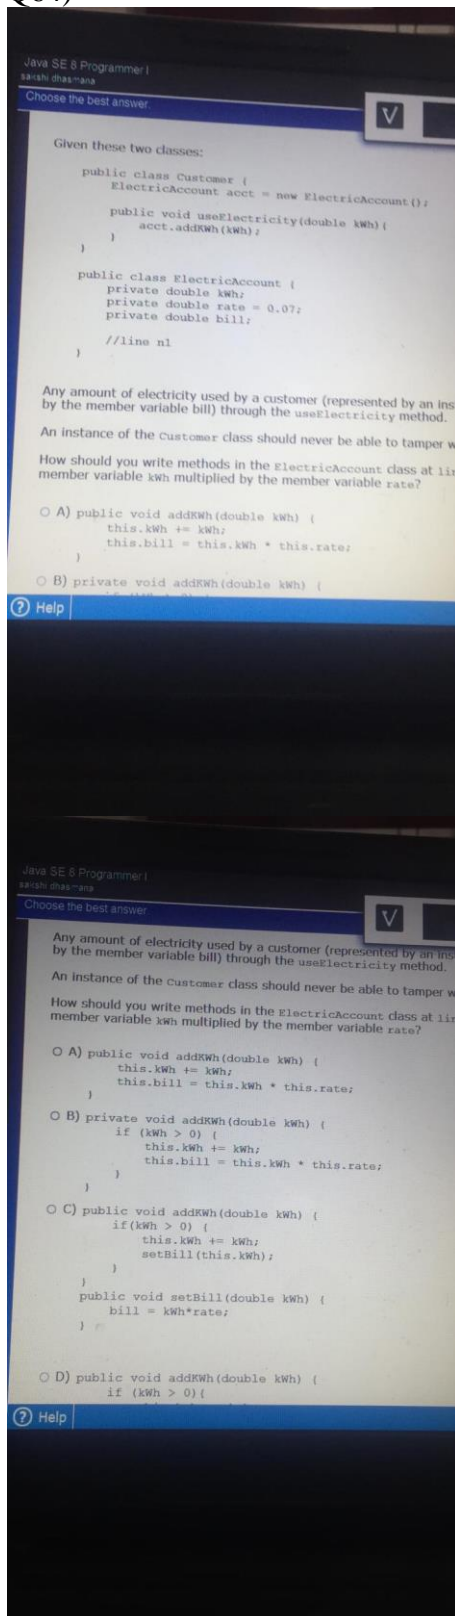 Java SE 8 Programmer I
sakshi dhasmana
Choose the best answer.
V
Given these two classes:
public class Customer {
ElectricAccount acct = new ElectricAccount();
public void useElectricity(double kWh) {
acct.addKWh(kWh);
}
}
public class ElectricAccount {
private double kWh;
private double rate = 0.07;
private double bill;
//line n1
}
Any amount of electricity used by a customer (represented by an ins
by the member variable bill) through the useElectricity method.
An instance of the Customer class should never be able to tamper w
How should you write methods in the ElectricAccount class at lin
member variable kWh multiplied by the member variable rate?
A) public void addKWh(double kWh) {
this.kWh += kWh;
this.bill = this.kWh * this.rate;
}
B) private void addKWh(double kWh) {
? Help
Java SE 8 Programmer I
sakshi dhasmana
Choose the best answer
V
Any amount of electricity used by a customer (represented by an ins
by the member variable bill) through the useElectricity method.
An instance of the Customer class should never be able to tamper w
How should you write methods in the ElectricAccount class at lin
member variable kWh multiplied by the member variable rate?
A) public void addKWh(double kWh) {
this.kWh += kWh;
this.bill = this.kWh * this.rate;
}
B) private void addKWh(double kWh) {
if (kWh > 0) {
this.kWh += kWh;
this.bill = this.kWh * this.rate;
}
}
C) public void addKWh(double kWh) {
if(kWh > 0) {
this.kWh += kWh;
setBill(this.kWh);
}
}
public void setBill(double kWh) {
bill = kWh*rate;
}
D) public void addKWh(double kWh) {
if (kWh > 0){
? Help